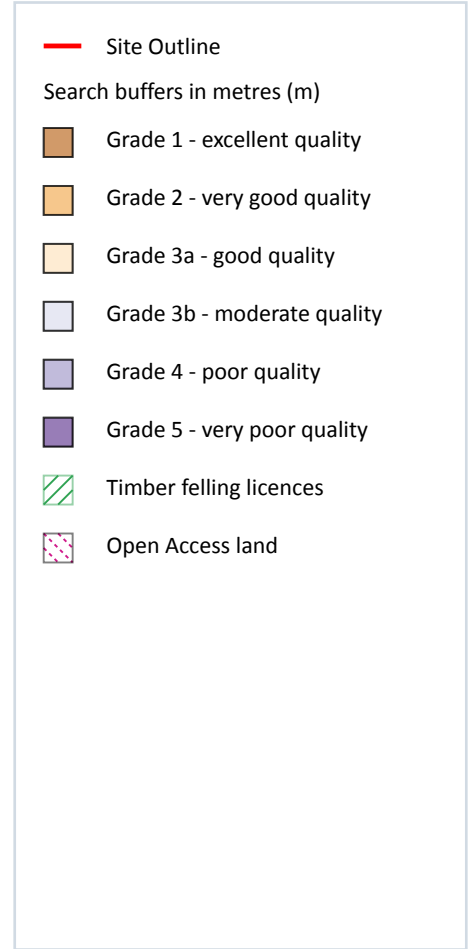 Site Outline
Search buffers in metres (m)
Grade 1 - excellent quality
Grade 2 - very good quality
Grade 3a - good quality
Grade 3b - moderate quality
Grade 4 - poor quality
Grade 5 - very poor quality
Timber felling licences
Open Access land